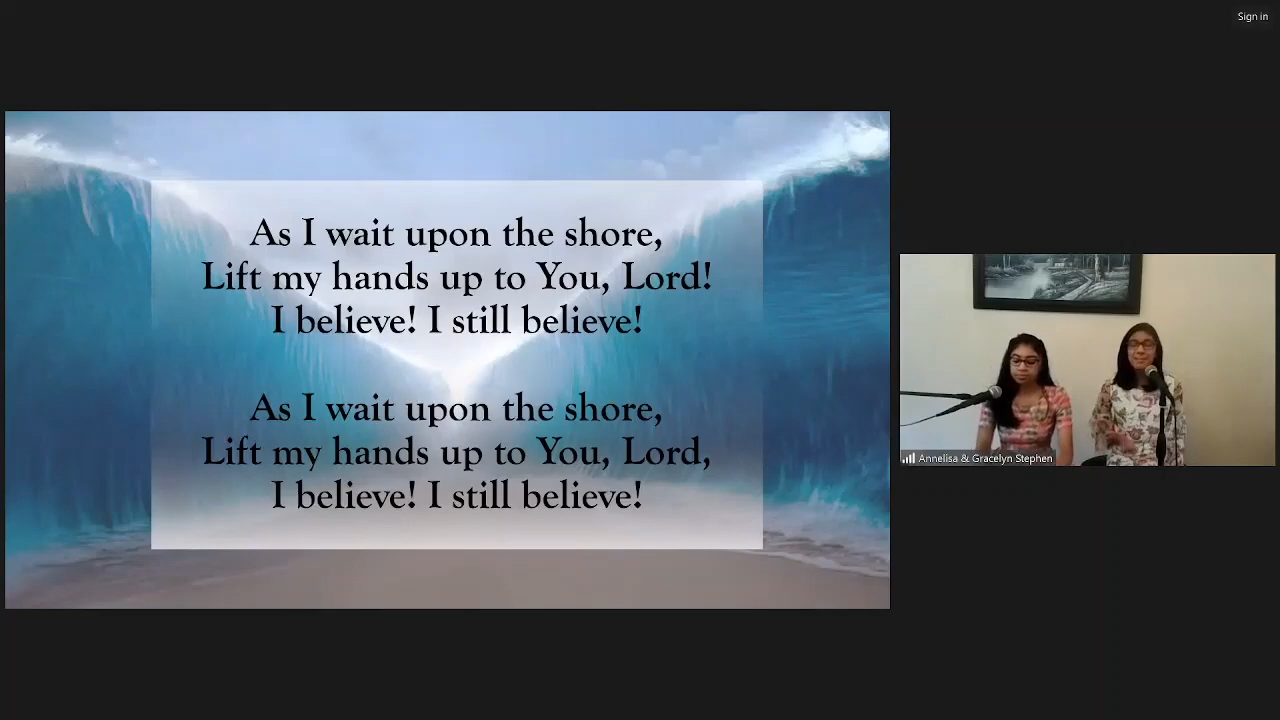 Sign in
As I wait upon the shore,
Lift my hands up to You, Lord!
I believe! I still believe!
As I wait upon the shore,
Lift my hands up to You, Lord,
I believe! I still believe!
Annelisa & Gracelyn Stephen